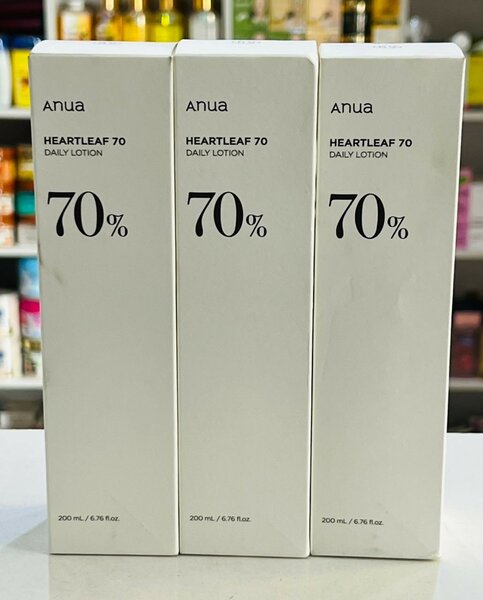 Anua
HEARTLEAF 70
DAILY LOTION
70%
200 mL / 6.76 fl.oz.
Anua
HEARTLEAF 70
DAILY LOTION
70%
200 mL / 6.76 fl.oz.
Anua
HEARTLEAF 70
DAILY LOTION
70%
200 mL / 6.76 fl.oz.